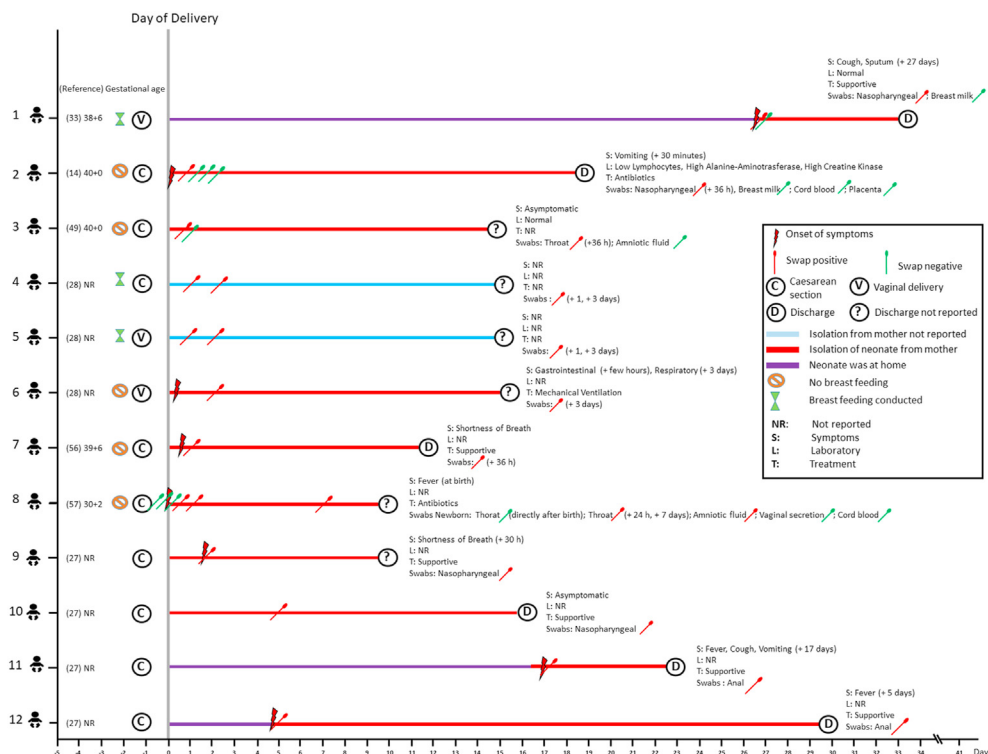 Day of Delivery
(Reference) Gestational age
S: Cough, Sputum (+ 27 days)
L: Normal
T: Supportive
Swabs: Nasopharyngeal ; Breast milk
1 (33) 38+6 V D
S: Vomiting (+ 30 minutes)
L: Low Lymphocytes, High Alanine-Aminotrasferase, High Creatine Kinase
T: Antibiotics
Swabs: Nasopharyngeal (+ 36 h), Breast milk ; Cord blood ; Placenta
2 (14) 40+0 C D
S: Asymptomatic
L: Normal
T: NR
Swabs: Throat (+36 h); Amniotic fluid
3 (49) 40+0 C ?
S: NR
L: NR
T: NR
Swabs : (+ 1, + 3 days)
4 (28) NR C ?
S: NR
L: NR
T: NR
Swabs: (+ 1, + 3 days)
5 (28) NR V ?
S: Gastrointestinal (+ few hours), Respiratory (+ 3 days)
L: NR
T: Mechanical Ventilation
Swabs: (+ 3 days)
6 (28) NR V ?
S: Shortness of Breath
L: NR
T: Supportive
Swabs: (+ 36 h)
7 (56) 39+6 C D
S: Fever (at birth)
L: NR
T: Antibiotics
Swabs Newborn: Thorat (directly after birth); Throat (+ 24 h, + 7 days); Amniotic fluid ; Vaginal secretion ; Cord blood
8 (57) 30+2 C ?
S: Shortness of Breath (+ 30 h)
L: NR
T: Supportive
Swabs: Nasopharyngeal
9 (27) NR C ?
S: Asymptomatic
L: NR
T: Supportive
Swabs: Nasopharyngeal
10 (27) NR C D
S: Fever, Cough, Vomiting (+ 17 days)
L: NR
T: Supportive
Swabs : Anal
11 (27) NR C D
S: Fever (+ 5 days)
L: NR
T: Supportive
Swabs: Anal
12 (27) NR C D
Onset of symptoms
Swap positive
Swap negative
C Caesarean section
V Vaginal delivery
D Discharge
? Discharge not reported
Isolation from mother not reported
Isolation of neonate from mother
Neonate was at home
No breast feeding
Breast feeding conducted
NR: Not reported
S: Symptoms
L: Laboratory
T: Treatment
-5 -4 -3 -2 -1 0 1 2 3 4 5 6 7 8 9 10 11 12 13 14 15 16 17 18 19 20 21 22 23 24 25 26 27 28 29 30 31 32 33 34 41 Day